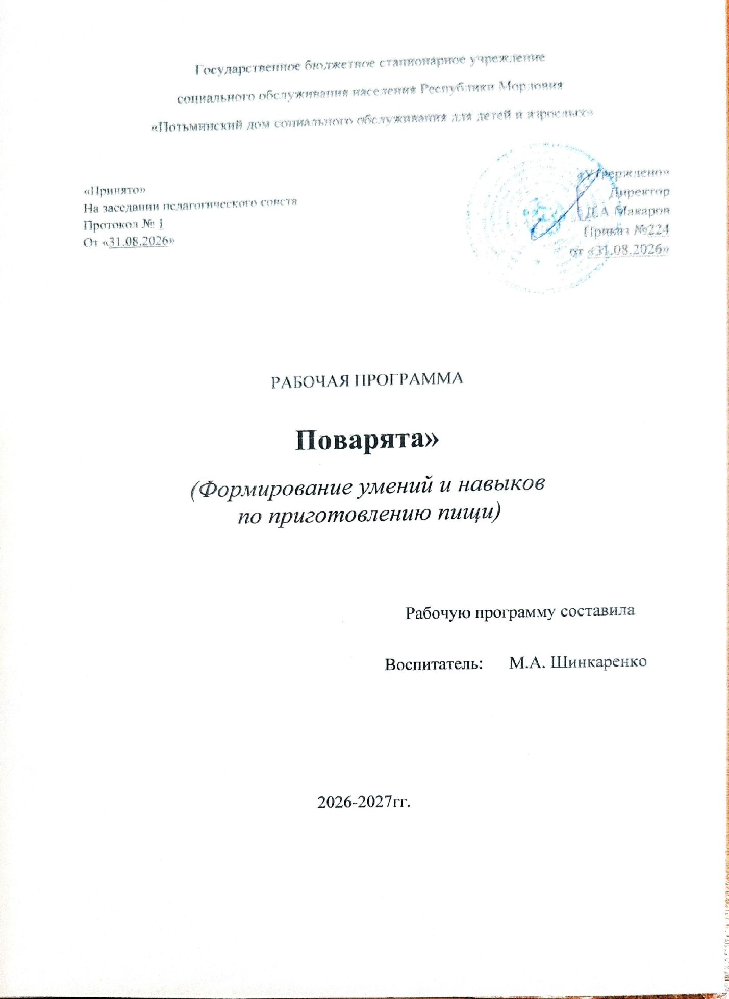 Государственное бюджетное стационарное учреждение
социального обслуживания населения Республики Мордовия
«Потьминский дом социального обслуживания для детей и взрослых»
«Принято»
На заседании педагогического совета
Протокол № 1
От «31.08.2026»
«Утверждено»
Директор
Д.А. Макаров
Приказ №224
от «31.08.2026»
РАБОЧАЯ ПРОГРАММА
Поварята»
(Формирование умений и навыков
по приготовлению пищи)
Рабочую программу составила
Воспитатель: М.А. Шинкаренко
2026-2027гг.